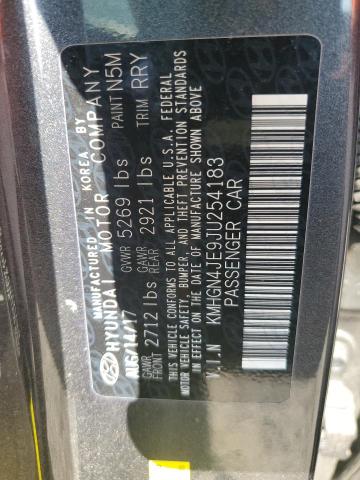 MANUFACTURED IN KOREA BY
HYUNDAI MOTOR COMPANY
AUG/14/17 GVWR 5269 lbs PAINT N5M
GAWR FRONT 2712 lbs GAWR REAR 2921 lbs TRIM RRY
THIS VEHICLE CONFORMS TO ALL APPLICABLE U.S.A. FEDERAL
MOTOR VEHICLE SAFETY, BUMPER, AND THEFT PREVENTION STANDARDS
IN EFFECT ON THE DATE OF MANUFACTURE SHOWN ABOVE
V.I.N KMHGN4JE9JU254183
PASSENGER CAR